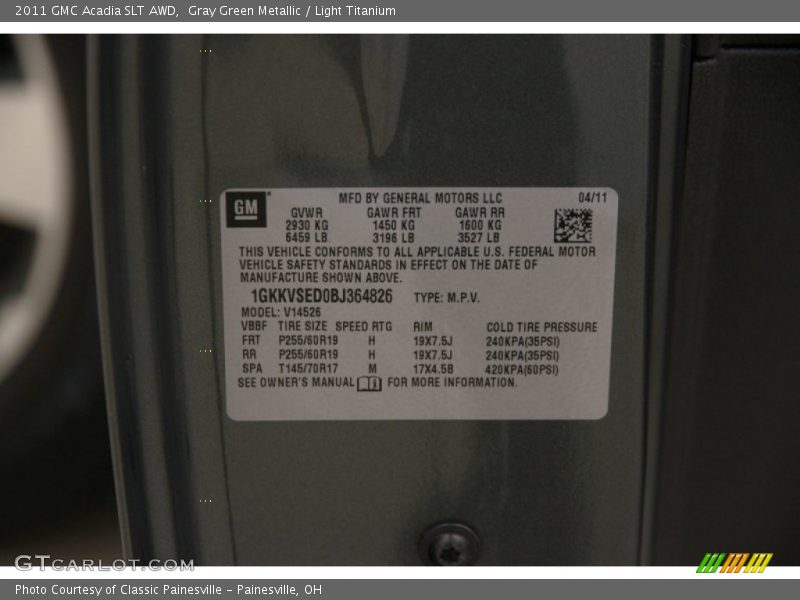 2011 GMC Acadia SLT AWD,  Gray Green Metallic / Light Titanium
GM
MFD BY GENERAL MOTORS LLC 04/11
GVWR GAWR FRT GAWR RR
2930 KG 1450 KG 1600 KG
6459 LB 3196 LB 3527 LB
THIS VEHICLE CONFORMS TO ALL APPLICABLE U.S. FEDERAL MOTOR
VEHICLE SAFETY STANDARDS IN EFFECT ON THE DATE OF
MANUFACTURE SHOWN ABOVE.
1GKKVSED0BJ364826 TYPE: M.P.V.
MODEL: V14526
VBBF TIRE SIZE SPEED RTG RIM COLD TIRE PRESSURE
FRT P255/60R19 H 19X7.5J 240KPA(35PSI)
RR P255/60R19 H 19X7.5J 240KPA(35PSI)
SPA T145/70R17 M 17X4.5B 420KPA(60PSI)
SEE OWNER'S MANUAL FOR MORE INFORMATION.
GTCARLOT.COM
Photo Courtesy of Classic Painesville - Painesville, OH